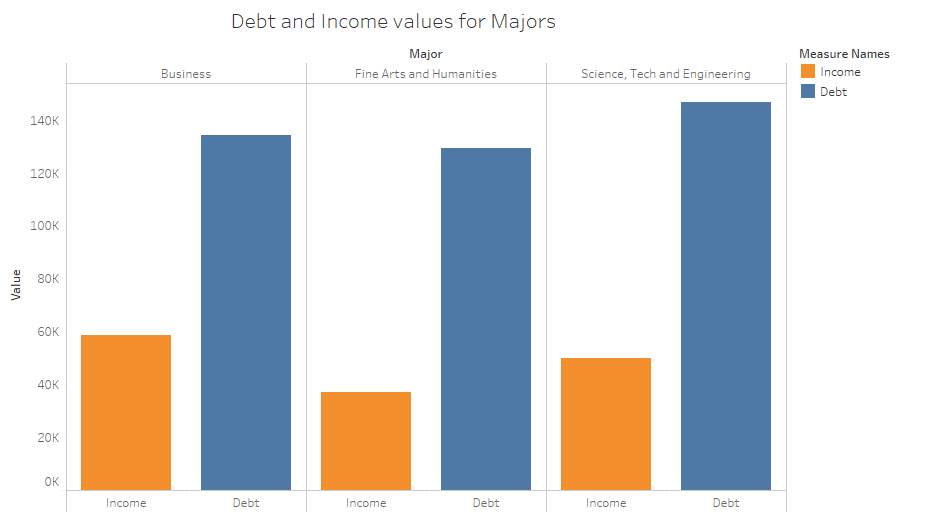 Debt and Income values for Majors
Major
Measure Names
Business
Fine Arts and Humanities
Science, Tech and Engineering
Income
Debt
140K
120K
100K
80K
60K
40K
20K
0K
Value
Income
Debt
Income
Debt
Income
Debt